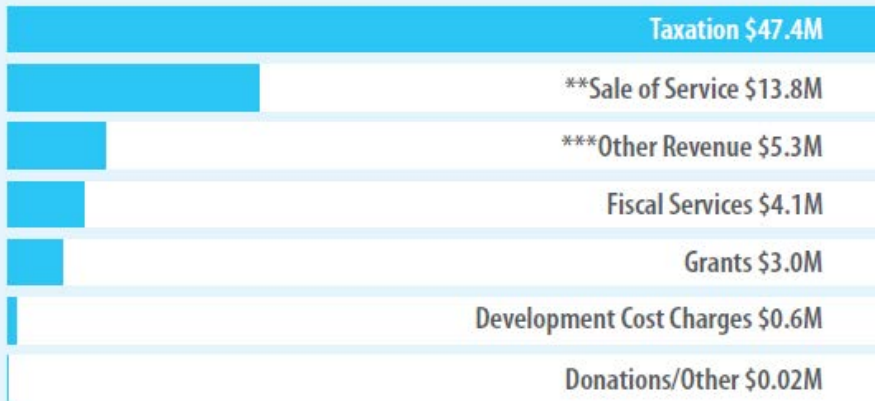 Taxation $47.4M
**Sale of Service $13.8M
***Other Revenue $5.3M
Fiscal Services $4.1M
Grants $3.0M
Development Cost Charges $0.6M
Donations/Other $0.02M